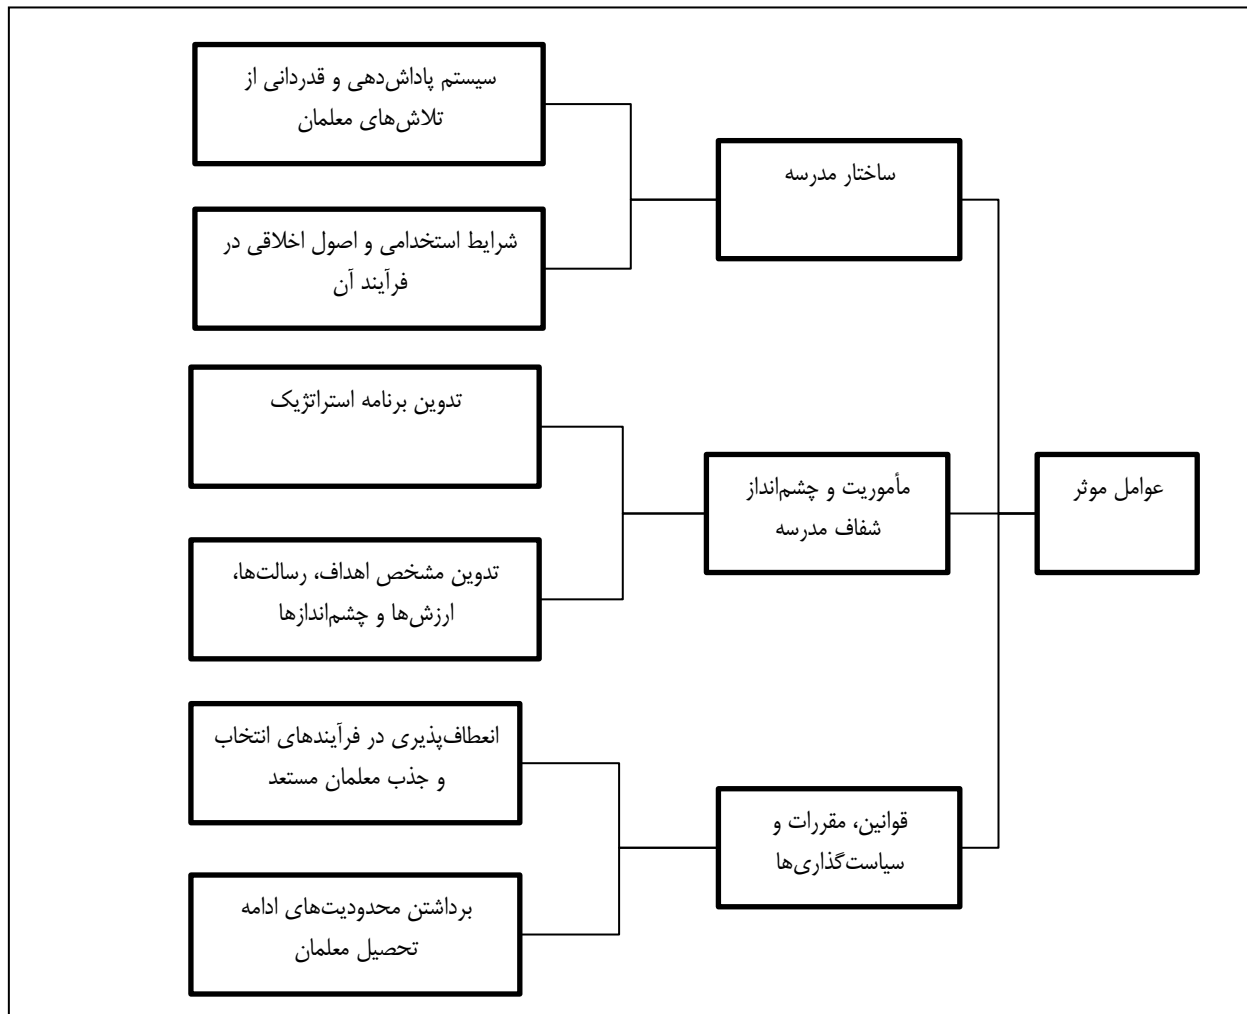 عوامل موثر
ساختار مدرسه
سیستم پاداش‌دهی و قدردانی از
تلاش‌های معلمان
شرایط استخدامی و اصول اخلاقی در
فرآیند آن
مأموریت و چشم‌انداز
شفاف مدرسه
تدوین برنامه استراتژیک
تدوین مشخص اهداف، رسالت‌ها،
ارزش‌ها و چشم‌اندازها
قوانین، مقررات و
سیاست‌گذاری‌ها
انعطاف‌پذیری در فرآیندهای انتخاب
و جذب معلمان مستعد
برداشتن محدودیت‌های ادامه
تحصیل معلمان